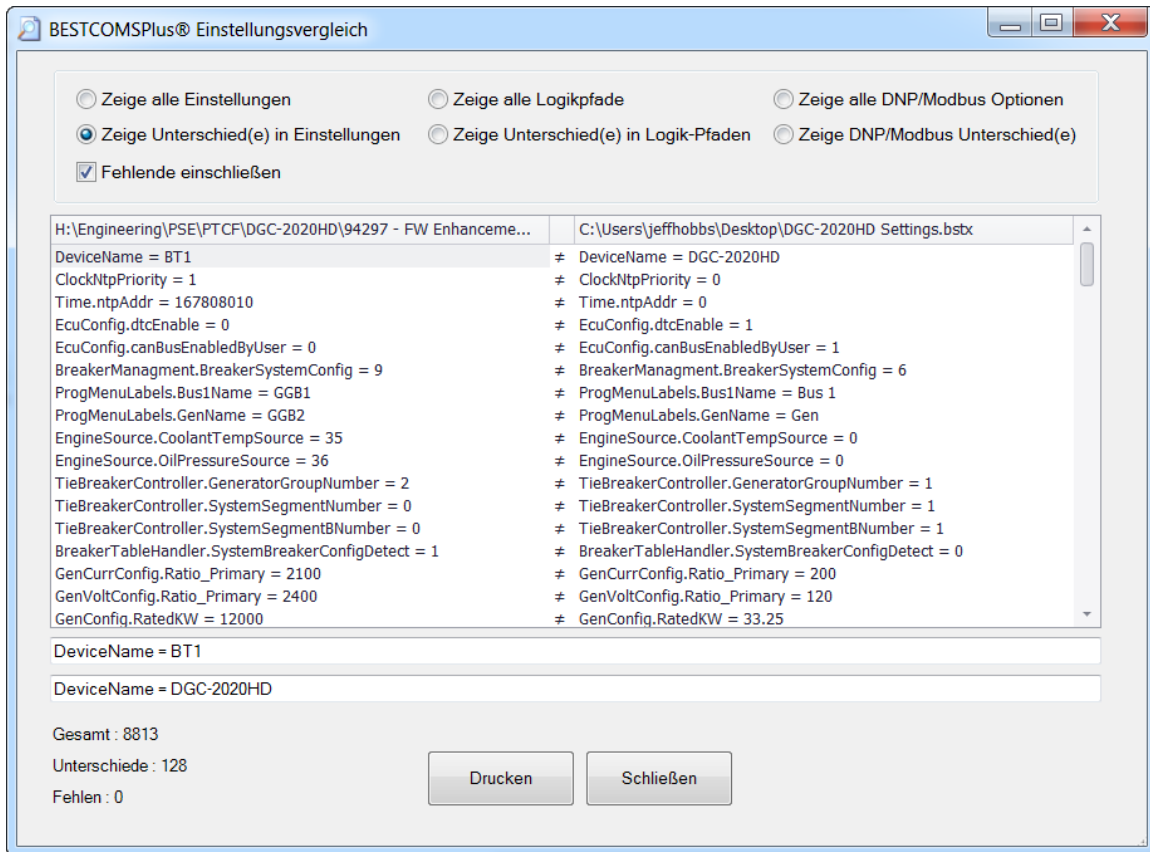 BESTCOMSPlus® Einstellungsvergleich
Zeige alle Einstellungen Zeige alle Logikpfade Zeige alle DNP/Modbus Optionen
Zeige Unterschied(e) in Einstellungen Zeige Unterschied(e) in Logik-Pfaden Zeige DNP/Modbus Unterschied(e)
Fehlende einschließen
H:\Engineering\PSE\PTCF\DGC-2020HD\94297 - FW Enhanceme... C:\Users\jeffhobbs\Desktop\DGC-2020HD Settings.bstx
DeviceName = BT1 ≠ DeviceName = DGC-2020HD
ClockNtpPriority = 1 ≠ ClockNtpPriority = 0
Time.ntpAddr = 167808010 ≠ Time.ntpAddr = 0
EcuConfig.dtcEnable = 0 ≠ EcuConfig.dtcEnable = 1
EcuConfig.canBusEnabledByUser = 0 ≠ EcuConfig.canBusEnabledByUser = 1
BreakerManagment.BreakerSystemConfig = 9 ≠ BreakerManagment.BreakerSystemConfig = 6
ProgMenuLabels.Bus1Name = GGB1 ≠ ProgMenuLabels.Bus1Name = Bus 1
ProgMenuLabels.GenName = GGB2 ≠ ProgMenuLabels.GenName = Gen
EngineSource.CoolantTempSource = 35 ≠ EngineSource.CoolantTempSource = 0
EngineSource.OilPressureSource = 36 ≠ EngineSource.OilPressureSource = 0
TieBreakerController.GeneratorGroupNumber = 2 ≠ TieBreakerController.GeneratorGroupNumber = 1
TieBreakerController.SystemSegmentNumber = 0 ≠ TieBreakerController.SystemSegmentNumber = 1
TieBreakerController.SystemSegmentBNumber = 0 ≠ TieBreakerController.SystemSegmentBNumber = 1
BreakerTableHandler.SystemBreakerConfigDetect = 1 ≠ BreakerTableHandler.SystemBreakerConfigDetect = 0
GenCurrConfig.Ratio_Primary = 2100 ≠ GenCurrConfig.Ratio_Primary = 200
GenVoltConfig.Ratio_Primary = 2400 ≠ GenVoltConfig.Ratio_Primary = 120
GenConfig.RatedKW = 12000 ≠ GenConfig.RatedKW = 33.25
DeviceName = BT1
DeviceName = DGC-2020HD
Gesamt : 8813
Unterschiede : 128
Fehlen : 0
Drucken Schließen